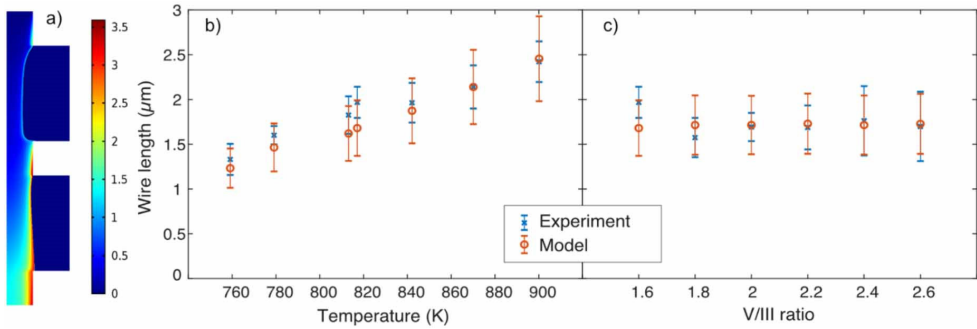 a)
3.5
3
2.5
2
1.5
1
0.5
0
Wire length (µm)
3
2.5
2
1.5
1
0.5
0
b)
760 780 800 820 840 860 880 900
Temperature (K)
Experiment
Model
c)
1.6 1.8 2 2.2 2.4 2.6
V/III ratio